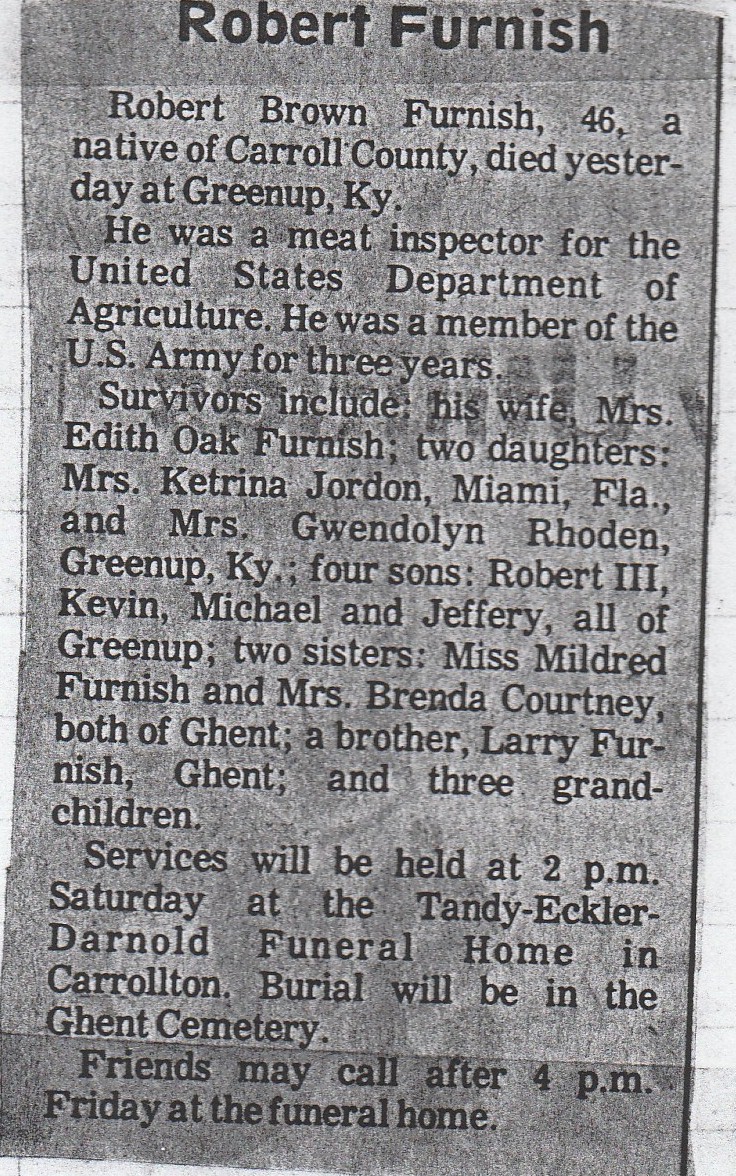 Robert Furnish
Robert Brown Furnish, 46, a
native of Carroll County, died yester-
day at Greenup, Ky.
He was a meat inspector for the
United States Department of
Agriculture. He was a member of the
U.S. Army for three years.
Survivors include: his wife, Mrs.
Edith Oak Furnish; two daughters:
Mrs. Ketrina Jordon, Miami, Fla.,
and Mrs. Gwendolyn Rhoden,
Greenup, Ky.; four sons: Robert III,
Kevin, Michael and Jeffery, all of
Greenup; two sisters: Miss Mildred
Furnish and Mrs. Brenda Courtney,
both of Ghent; a brother, Larry Fur-
nish, Ghent; and three grand-
children.
Services will be held at 2 p.m.
Saturday at the Tandy-Eckler-
Darnold Funeral Home in
Carrollton. Burial will be in the
Ghent Cemetery.
Friends may call after 4 p.m.
Friday at the funeral home.